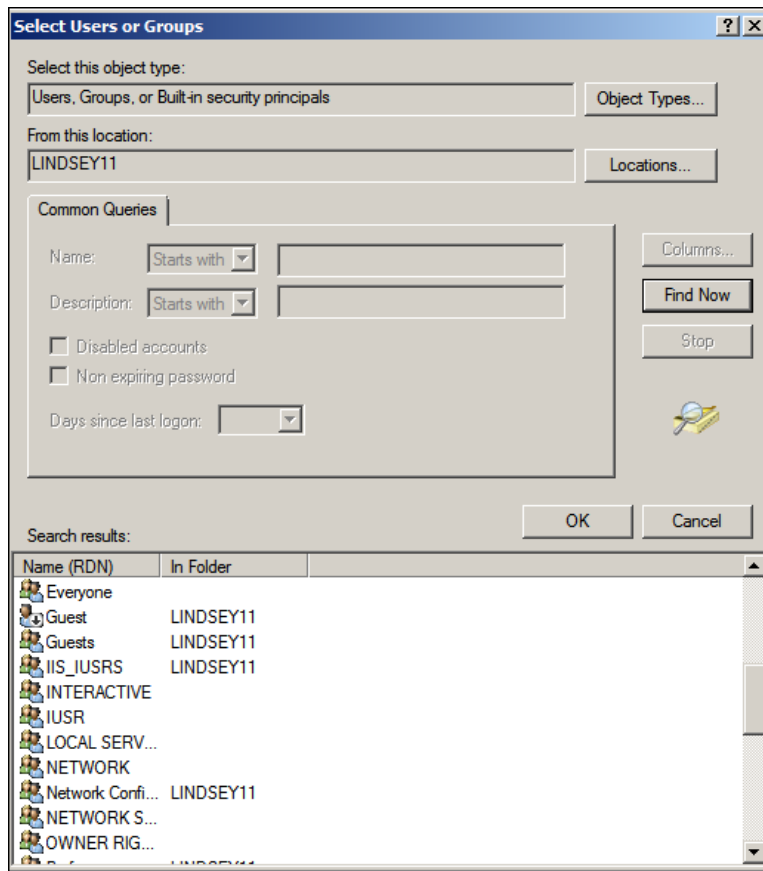 Select Users or Groups
Select this object type:
Users, Groups, or Built-in security principals
Object Types...
From this location:
LINDSEY11
Locations...
Common Queries
Name: Starts with
Columns...
Description: Starts with
Find Now
Disabled accounts
Stop
Non expiring password
Days since last logon:
OK Cancel
Search results:
Name (RDN) In Folder
Everyone
Guest LINDSEY11
Guests LINDSEY11
IIS_IUSRS LINDSEY11
INTERACTIVE
IUSR
LOCAL SERV...
NETWORK
Network Confi... LINDSEY11
NETWORK S...
OWNER RIG...
LINDSEY11